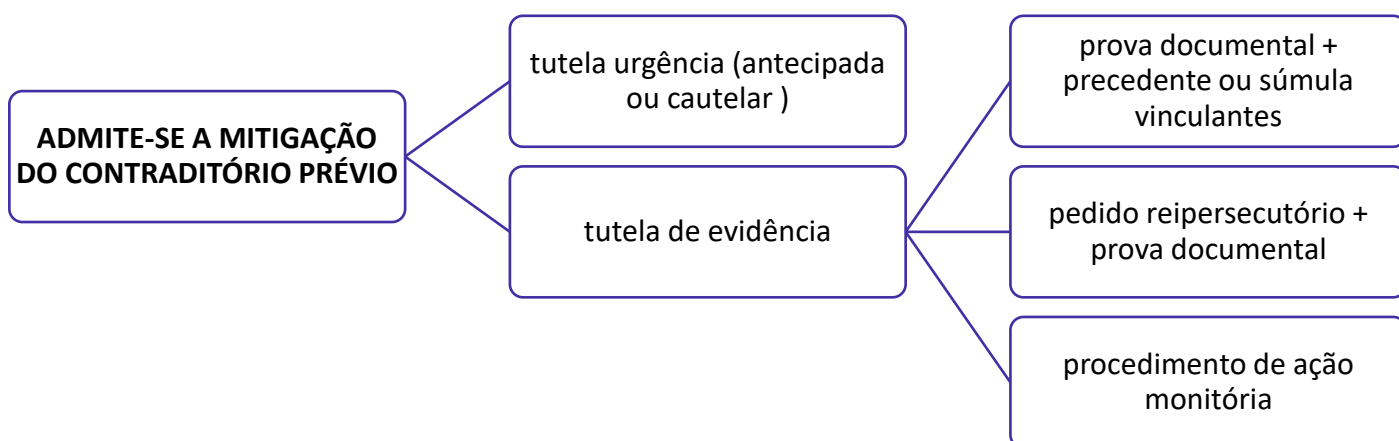 ADMITE-SE A MITIGAÇÃO
DO CONTRADITÓRIO PRÉVIO
tutela urgência (antecipada
ou cautelar )
tutela de evidência
prova documental +
precedente ou súmula
vinculantes
pedido reipersecutório +
prova documental
procedimento de ação
monitória